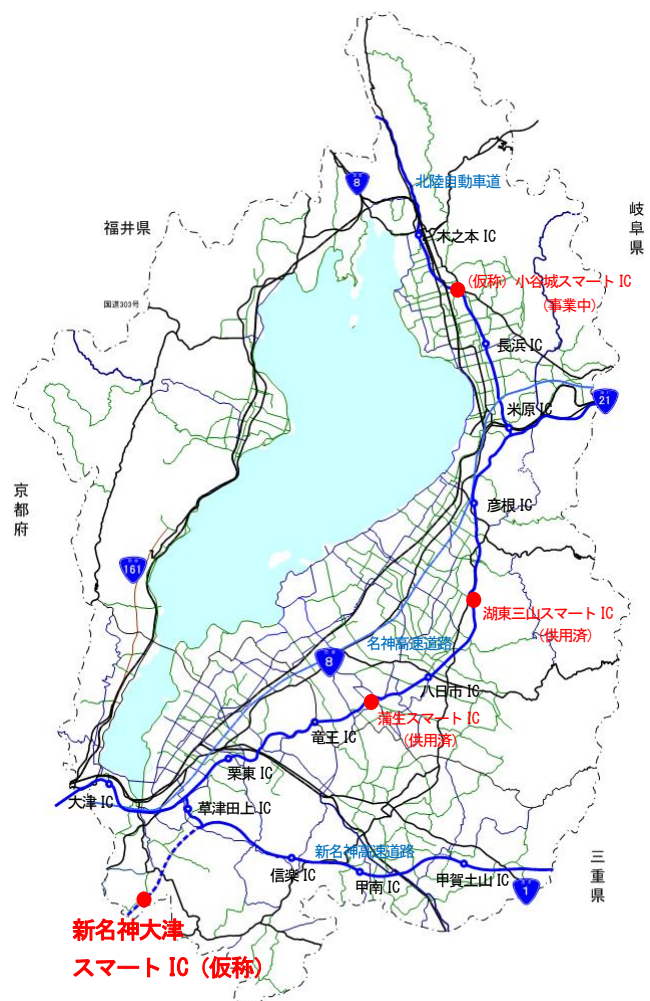 8
北陸自動車道
岐阜県
福井県
木之本 IC
(仮称) 小谷城スマート IC
(事業中)
国道303号
長浜 IC
21
米原 IC
京都府
彦根 IC
161
湖東三山スマート IC
(供用済)
名神高速道路
8
八日市 IC
蒲生スマート IC
(供用済)
竜王 IC
栗東 IC
大津 IC
草津田上 IC
新名神高速道路
信楽 IC
甲南 IC
甲賀土山 IC
三重県
1
新名神大津
スマート IC（仮称）